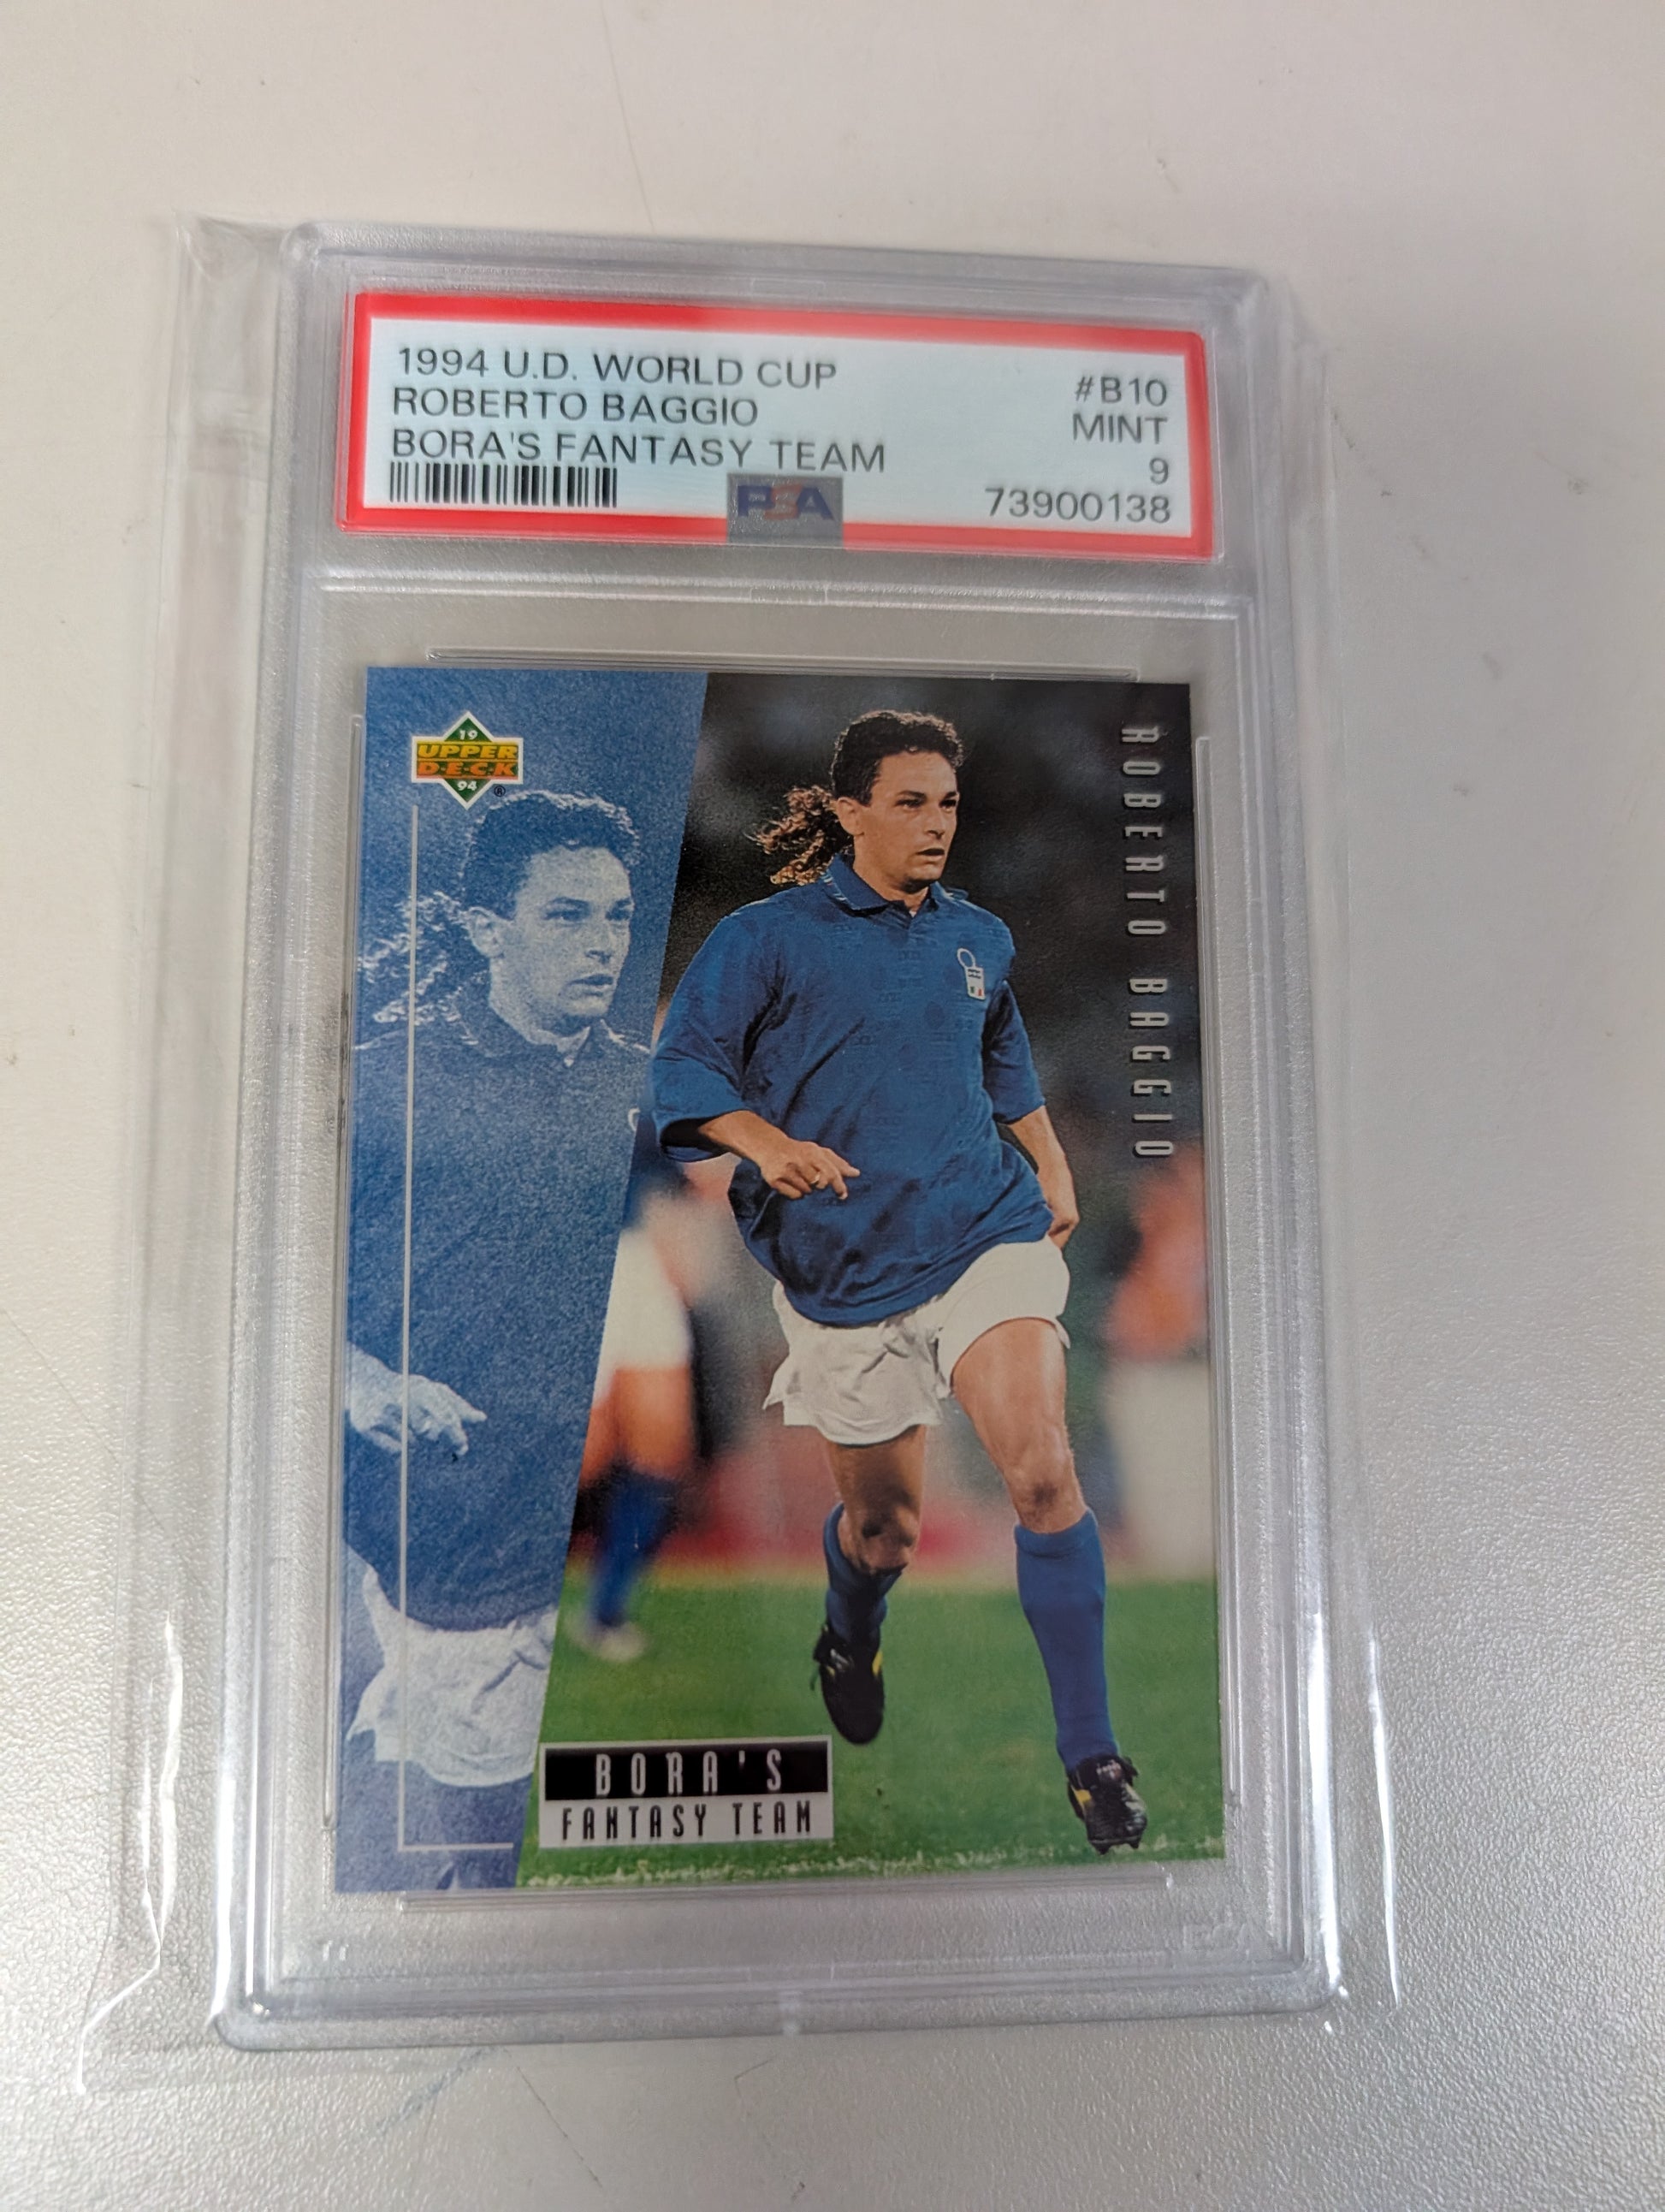 1994 U.D. WORLD CUP #B10
ROBERTO BAGGIO MINT
BORA'S FANTASY TEAM 9
PSA 73900138
19
UPPER
DECK
94 ®
ROBERTO BAGGIO
BORA'S
FANTASY TEAM